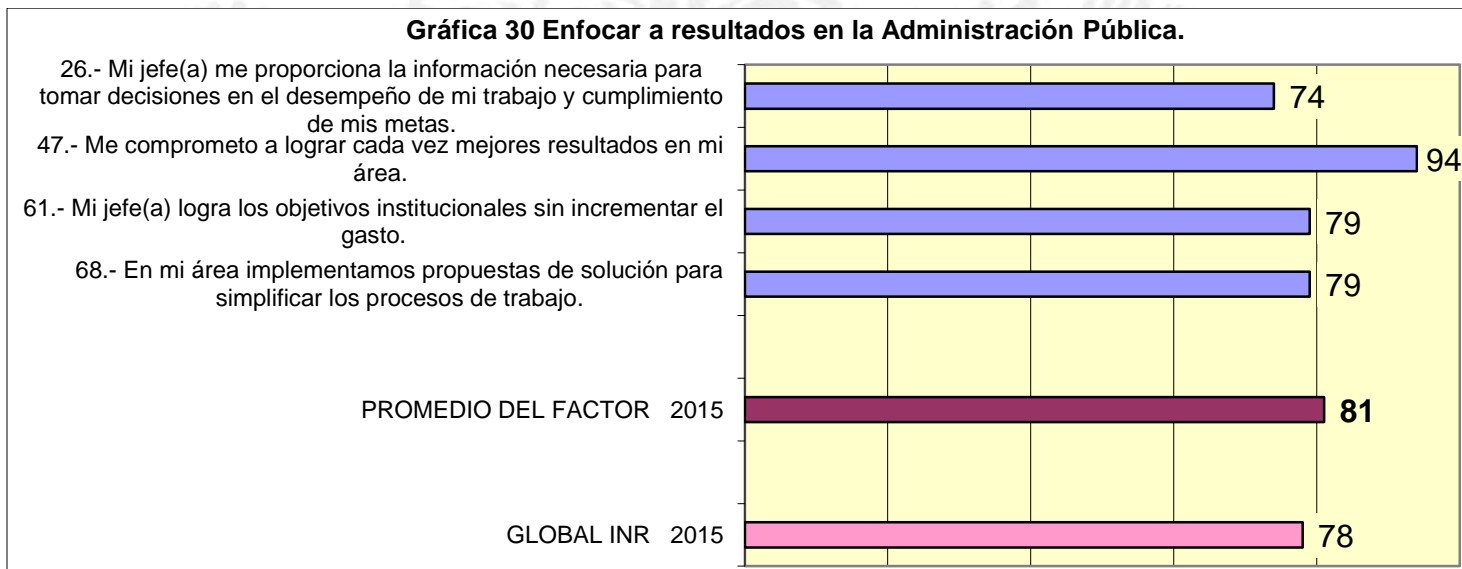 Gráfica 30 Enfocar a resultados en la Administración Pública.
26.- Mi jefe(a) me proporciona la información necesaria para
tomar decisiones en el desempeño de mi trabajo y cumplimiento
de mis metas.
74
47.- Me comprometo a lograr cada vez mejores resultados en mi
área.
94
61.- Mi jefe(a) logra los objetivos institucionales sin incrementar el
gasto.
79
68.- En mi área implementamos propuestas de solución para
simplificar los procesos de trabajo.
79
PROMEDIO DEL FACTOR 2015
81
GLOBAL INR 2015
78